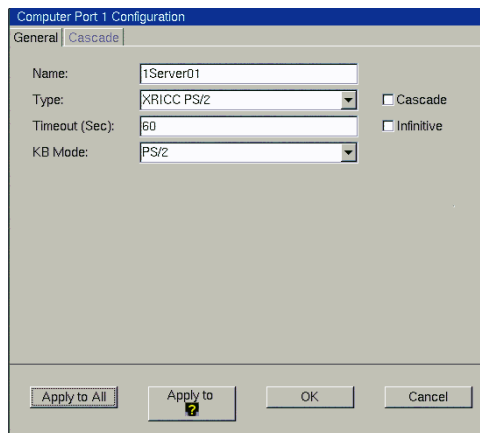 Computer Port 1 Configuration
General Cascade
Name: 1Server01
Type: XRICC PS/2 Cascade
Timeout (Sec): 60 Infinitive
KB Mode: PS/2
Apply to All Apply to ? OK Cancel